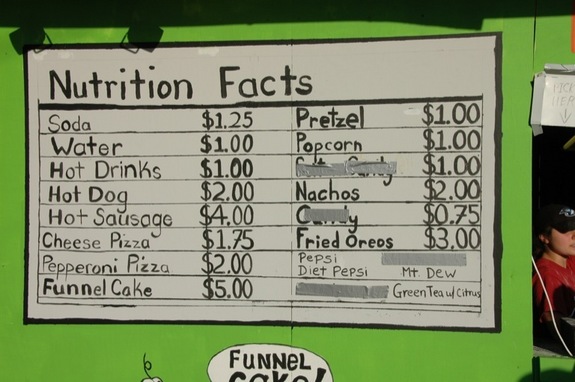 Nutrition Facts
Soda $1.25
Water $1.00
Hot Drinks $1.00
Hot Dog $2.00
Hot Sausage $4.00
Cheese Pizza $1.75
Pepperoni Pizza $2.00
Funnel Cake $5.00
Pretzel $1.00
Popcorn $1.00
$1.00
Nachos $2.00
$0.75
Fried Oreos $3.00
Pepsi
Diet Pepsi Mt. Dew
Green Tea w/ Citrus
FUNNEL
cake!